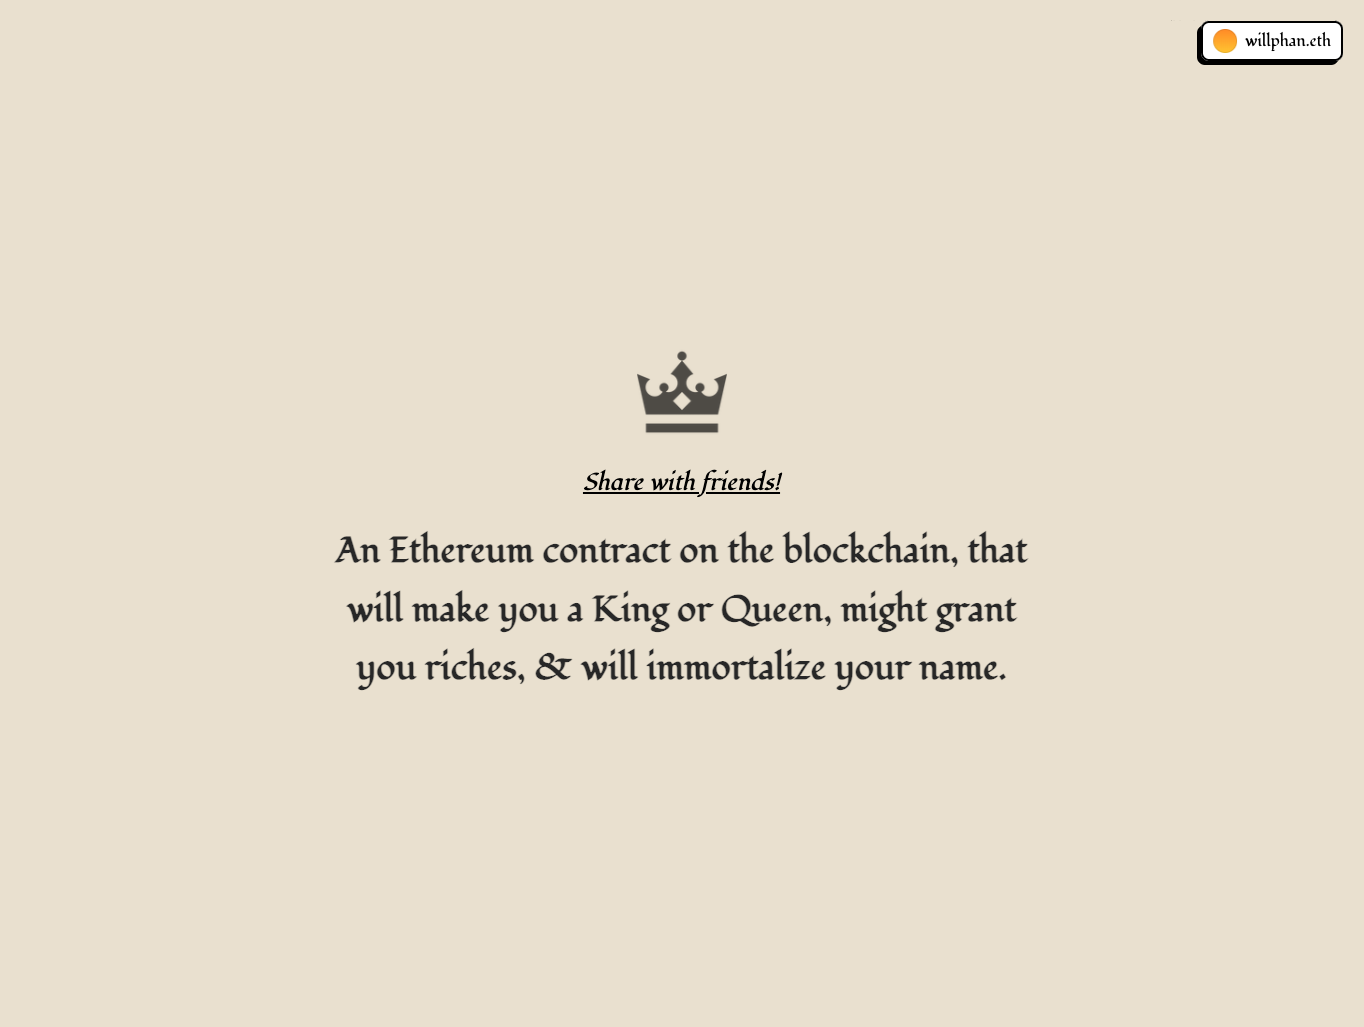 willphan.eth
Share with friends!
An Ethereum contract on the blockchain, that
will make you a King or Queen, might grant
you riches, & will immortalize your name.